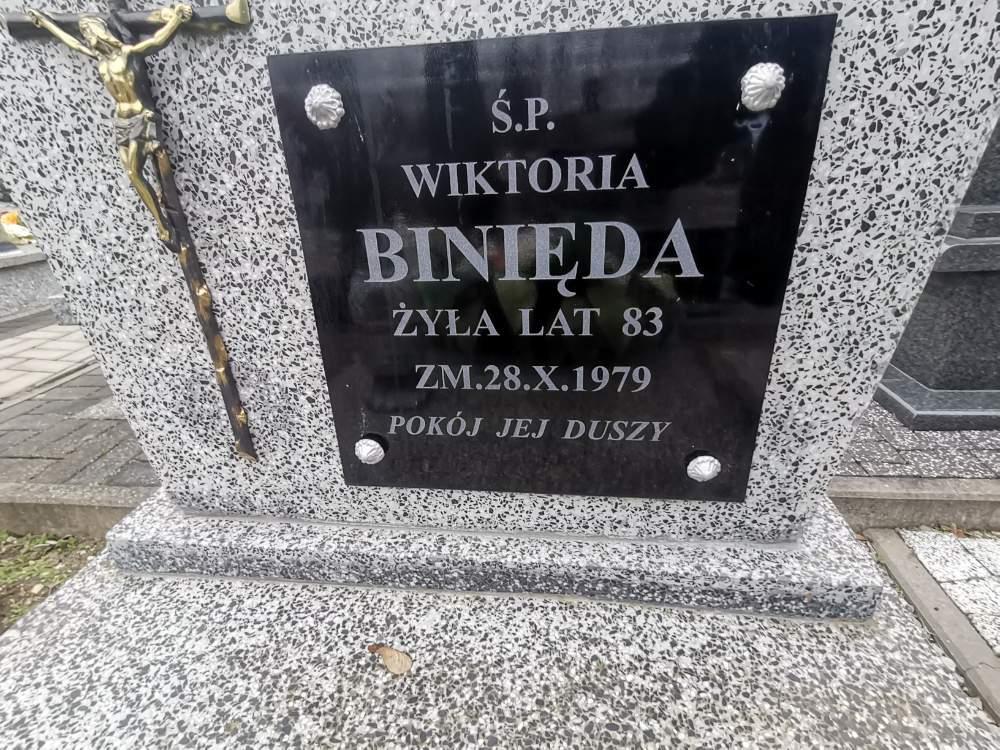 Ś.P.
WIKTORIA
BINIĘDA
ŻYŁA LAT 83
ZM.28.X.1979
POKÓJ JEJ DUSZY